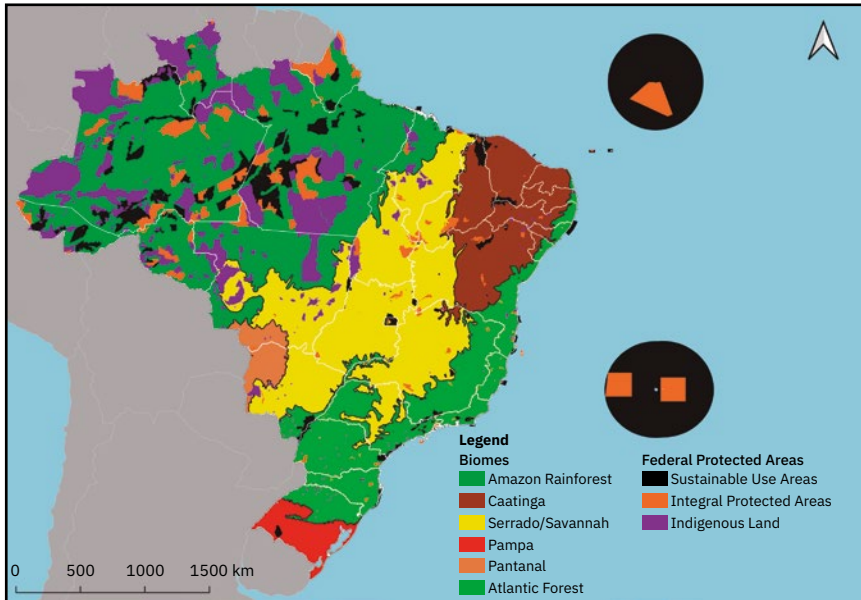 Legend
Biomes
Amazon Rainforest
Caatinga
Serrado/Savannah
Pampa
Pantanal
Atlantic Forest
Federal Protected Areas
Sustainable Use Areas
Integral Protected Areas
Indigenous Land
0 500 1000 1500 km